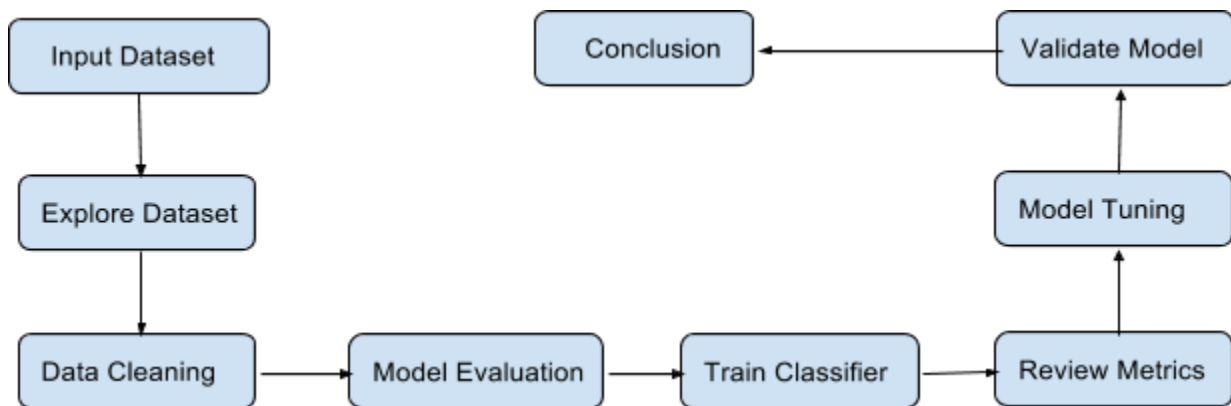 Input Dataset
Explore Dataset
Data Cleaning
Model Evaluation
Train Classifier
Review Metrics
Model Tuning
Validate Model
Conclusion